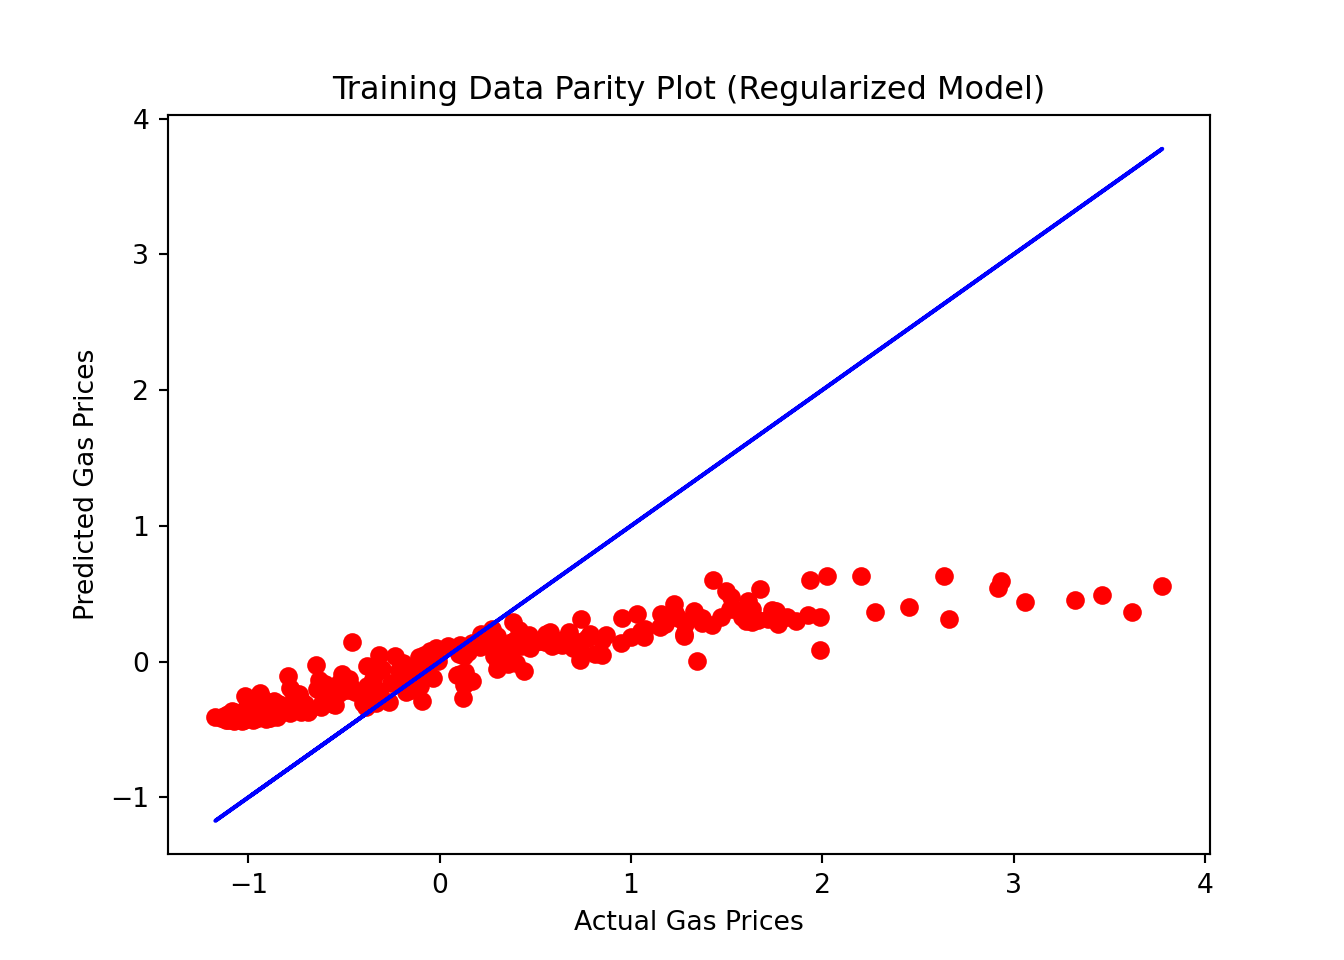 Training Data Parity Plot (Regularized Model)
4
3
2
1
0
−1
Predicted Gas Prices
−1 0 1 2 3 4
Actual Gas Prices